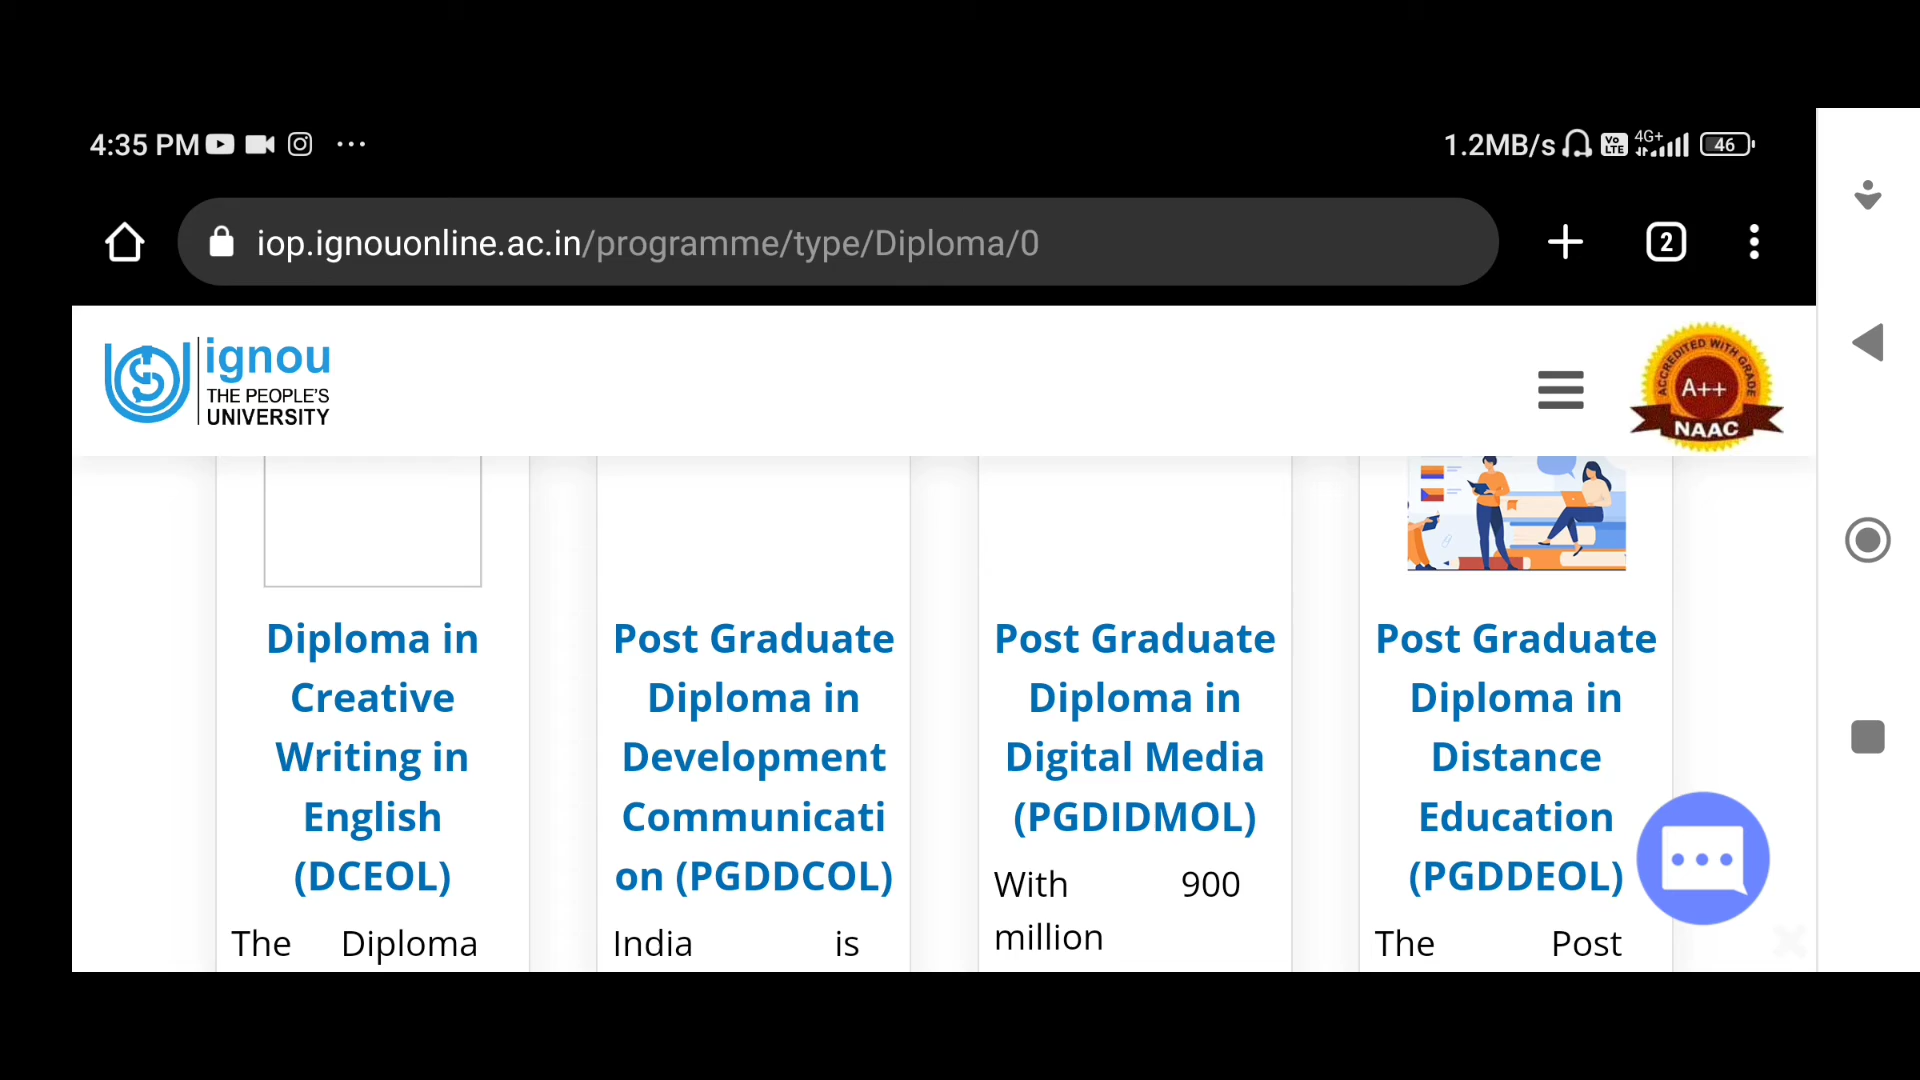 4:35 PM
1.2MB/s Vo LTE 4G+ 46
iop.ignouonline.ac.in/programme/type/Diploma/0
2
ignou
THE PEOPLE'S
UNIVERSITY
ACCREDITED WITH GRADE
A++
NAAC
Diploma in
Creative
Writing in
English
(DCEOL)
The Diploma
Post Graduate
Diploma in
Development
Communicati
on (PGDDCOL)
India is
Post Graduate
Diploma in
Digital Media
(PGDIDMOL)
With 900
million
Post Graduate
Diploma in
Distance
Education
(PGDDEOL)
The Post